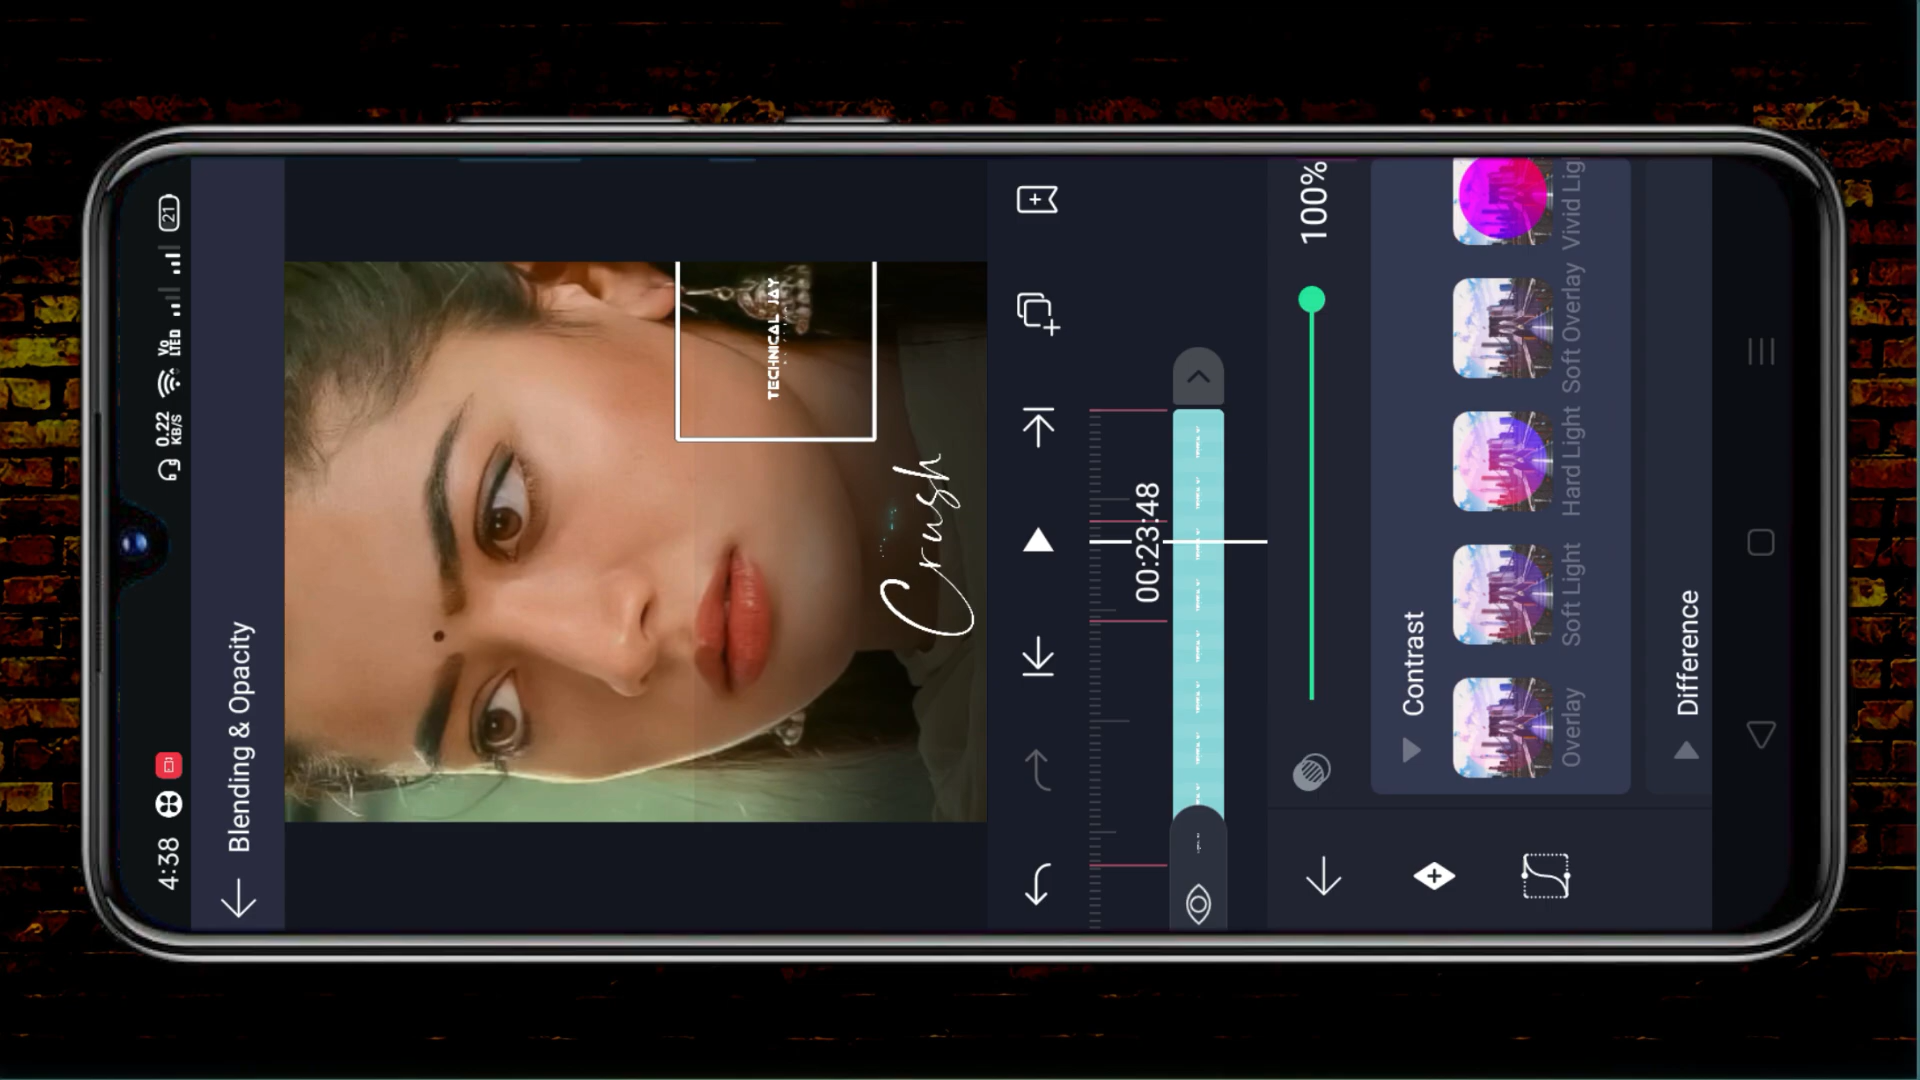 4:38
0.22 KB/S
Vo LTED
21
Blending & Opacity
TECHNICAL JAY
Crush
00:23:48
100%
Contrast
Overlay
Soft Light
Hard Light
Soft Overlay
Vivid Lig
Difference